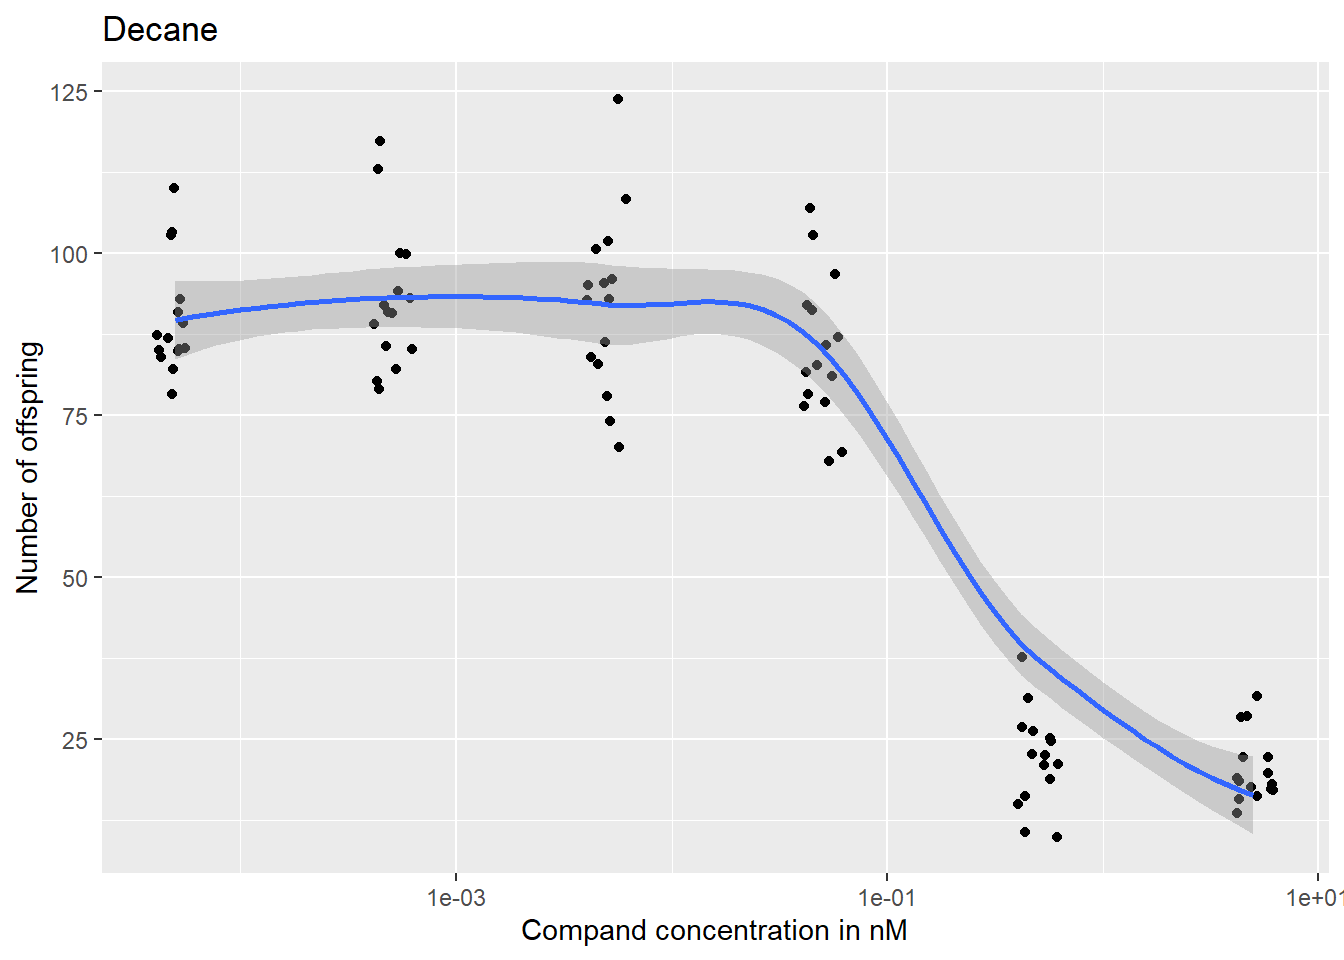 Decane
125
100
75
50
25
Number of offspring
1e-03
1e-01
1e+01
Compand concentration in nM